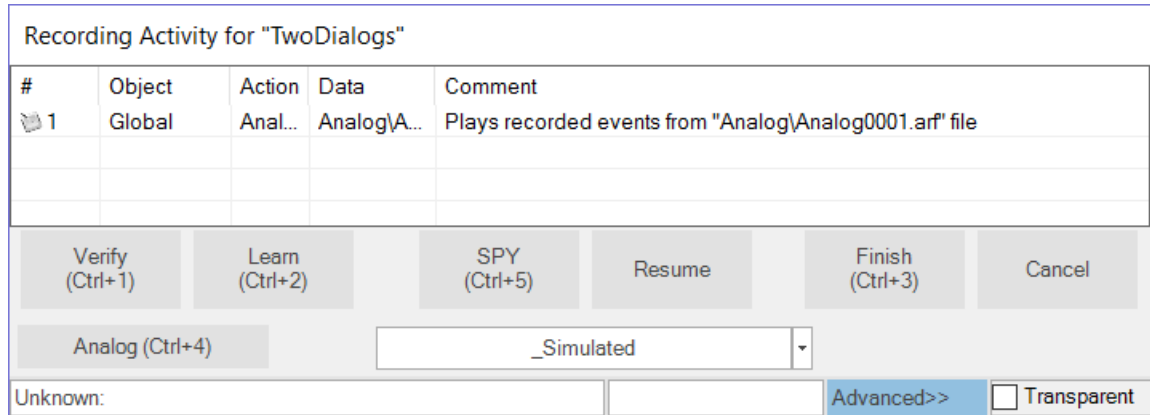 Recording Activity for "TwoDialogs"
# Object Action Data Comment
1 Global Anal... Analog\A... Plays recorded events from "Analog\Analog0001.arf" file
Verify Learn SPY Resume Finish Cancel
(Ctrl+1) (Ctrl+2) (Ctrl+5) (Ctrl+3)
Analog (Ctrl+4) _Simulated
Unknown: Advanced>> Transparent